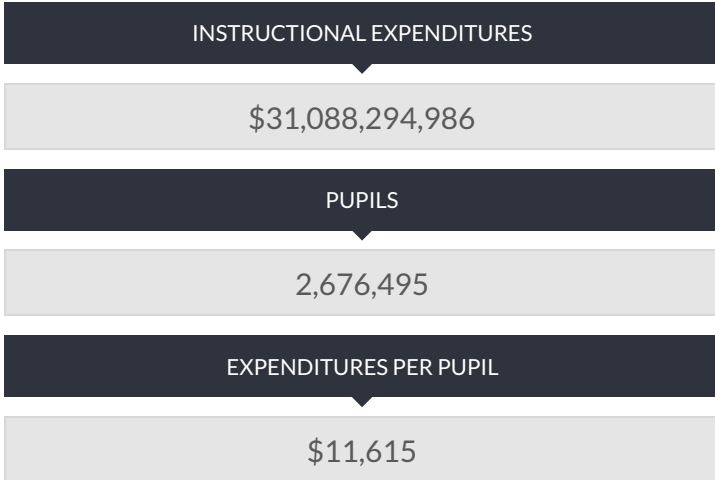 INSTRUCTIONAL EXPENDITURES
$31,088,294,986
PUPILS
2,676,495
EXPENDITURES PER PUPIL
$11,615